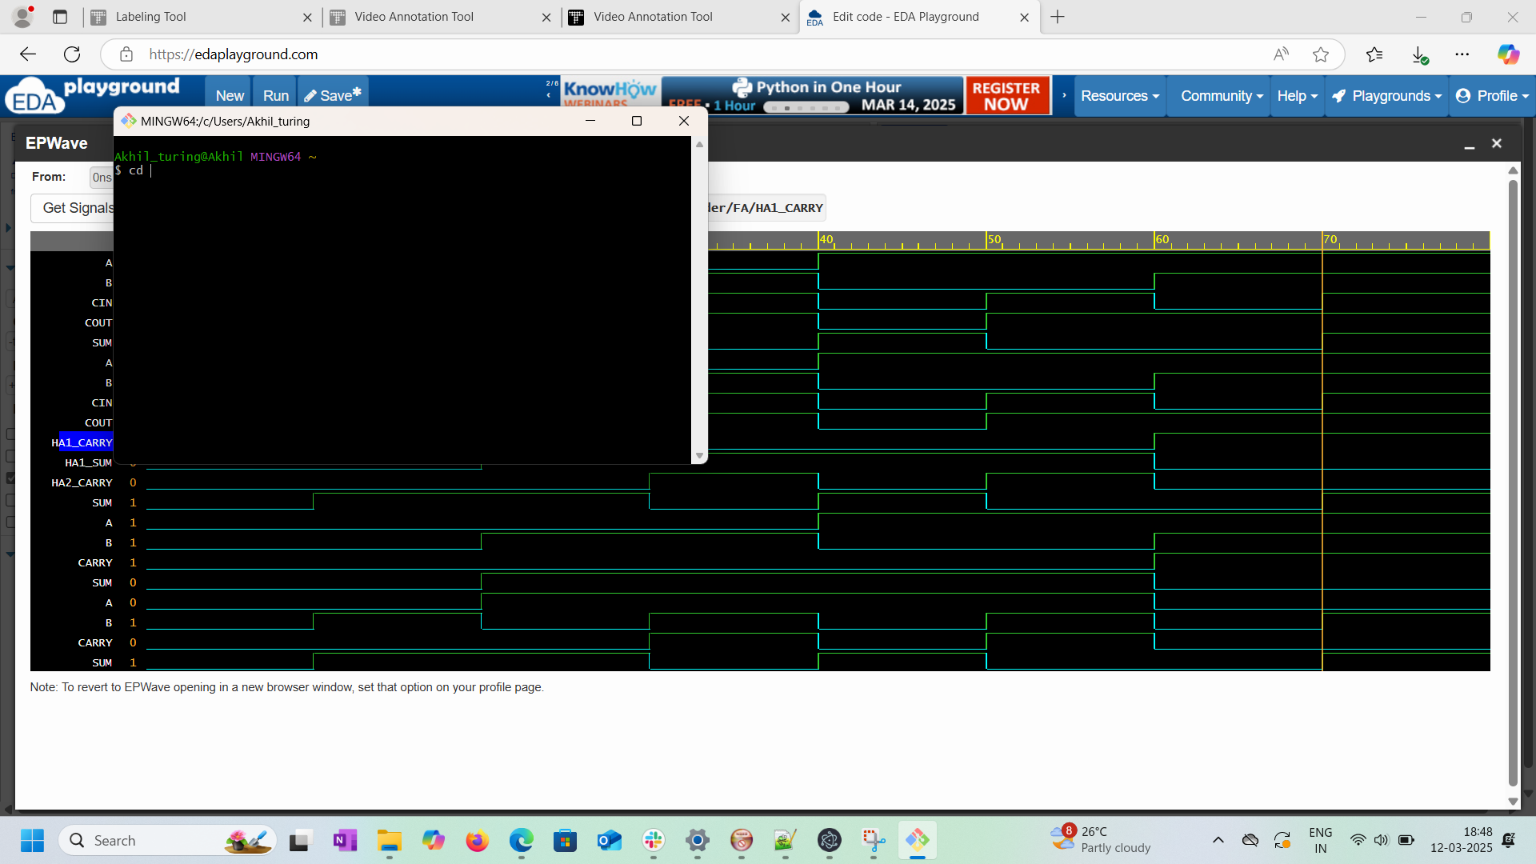 Labeling Tool
Video Annotation Tool
Video Annotation Tool
EDA
Edit code - EDA Playground
https://edaplayground.com
EDA playground
New
Run
Save*
2/6
KnowHow
WEBINARS
Python in One Hour
FREE • 1 Hour
MAR 14, 2025
REGISTER
NOW
Resources
Community
Help
Playgrounds
Profile
MINGW64:/c/Users/Akhil_turing
Akhil_turing@Akhil MINGW64 ~
$ cd
EPWave
From:
0ns
Get Signals
der/FA/HA1_CARRY
40
50
60
70
A
B
CIN
COUT
SUM
A
B
CIN
COUT
HA1_CARRY
HA1_SUM
HA2_CARRY 0
SUM 1
A 1
B 1
CARRY 1
SUM 0
A 0
B 1
CARRY 0
SUM 1
Note: To revert to EPWave opening in a new browser window, set that option on your profile page.
Search
8
26°C
Partly cloudy
ENG
IN
18:48
12-03-2025